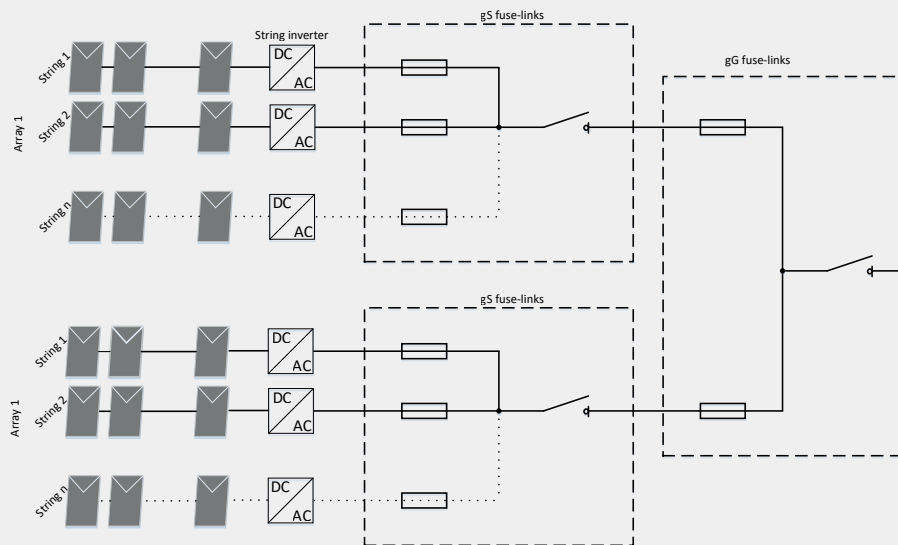 gS fuse-links
String inverter
String 1
DC
AC
gG fuse-links
String 2
DC
AC
Array 1
String n
DC
AC
gS fuse-links
String 1
DC
AC
String 2
DC
AC
Array 1
String n
DC
AC